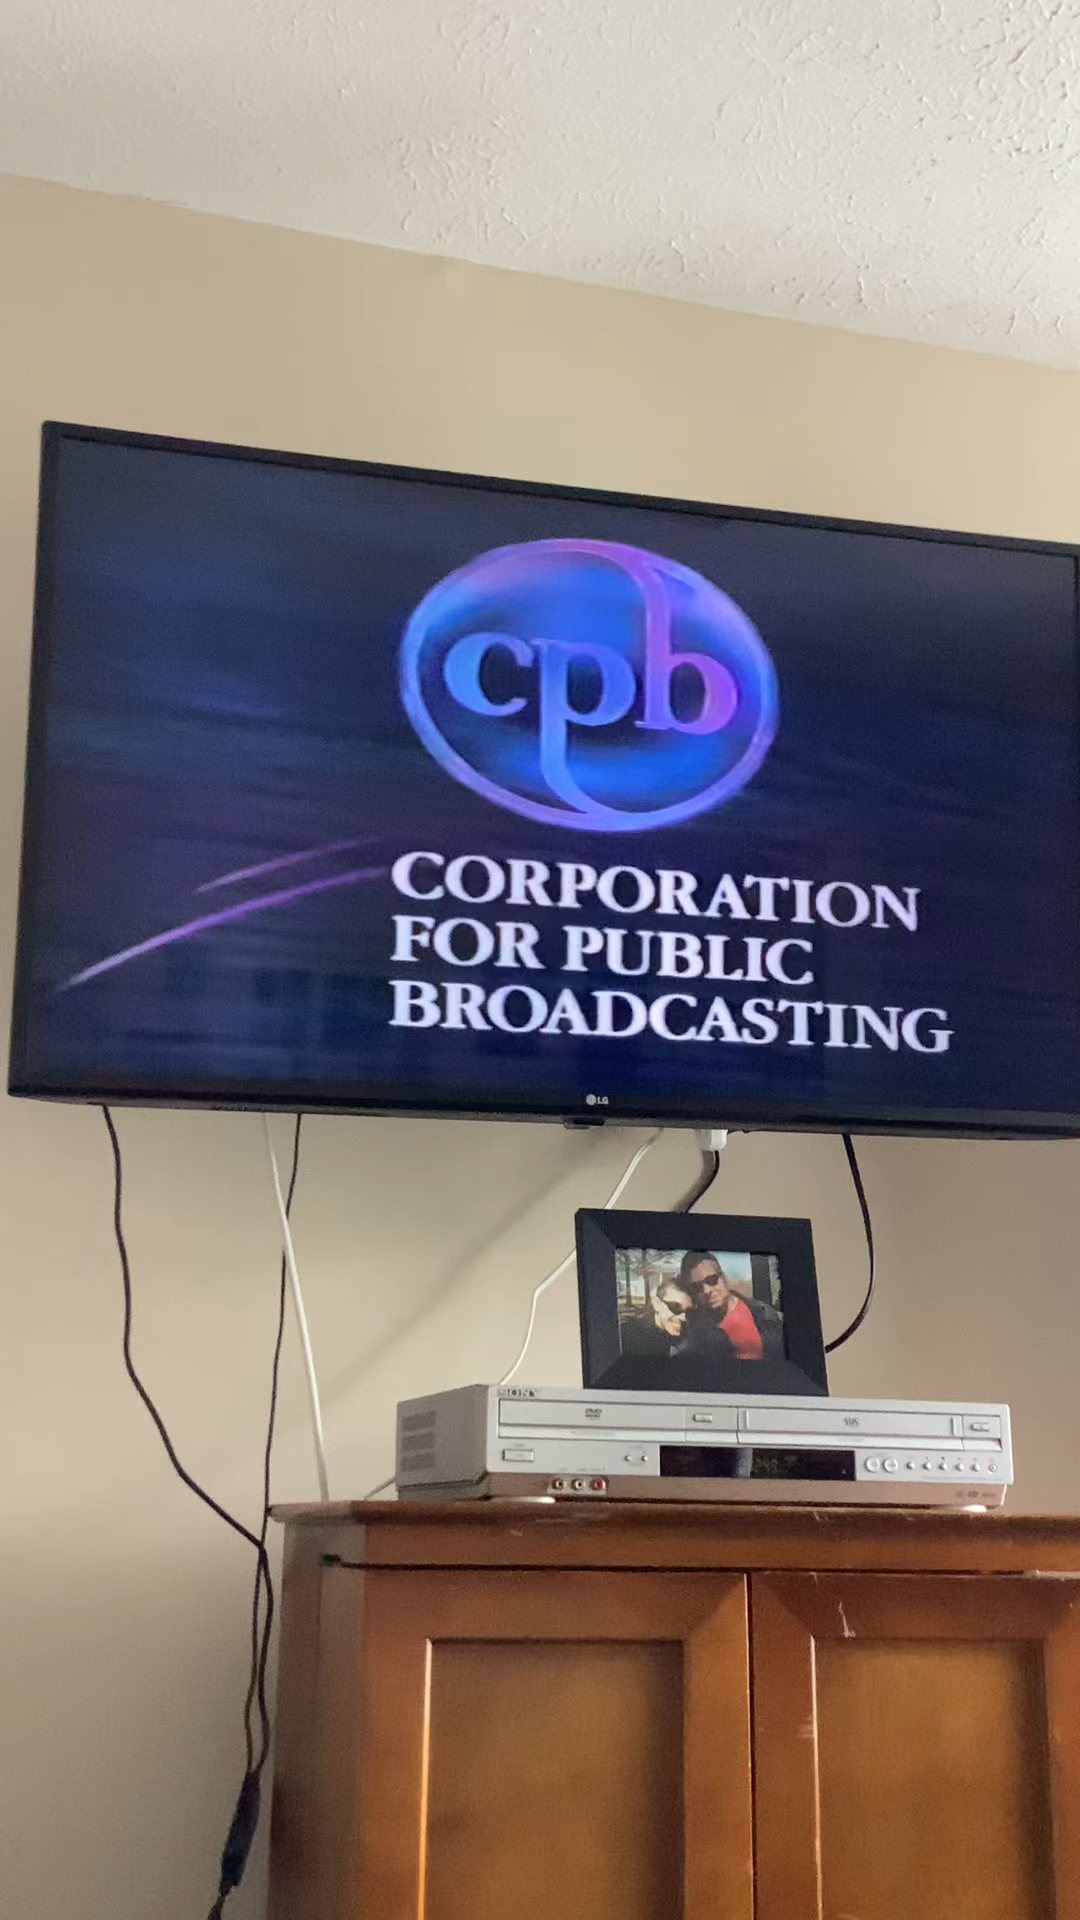 cpb
CORPORATION
FOR PUBLIC
BROADCASTING
LG
SONY
DVD
VHS